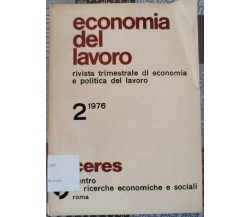 economia
del
lavoro
rivista trimestrale di economia
e politica del lavoro
2 1976
ceres
centro
ricerche economiche e sociali
roma